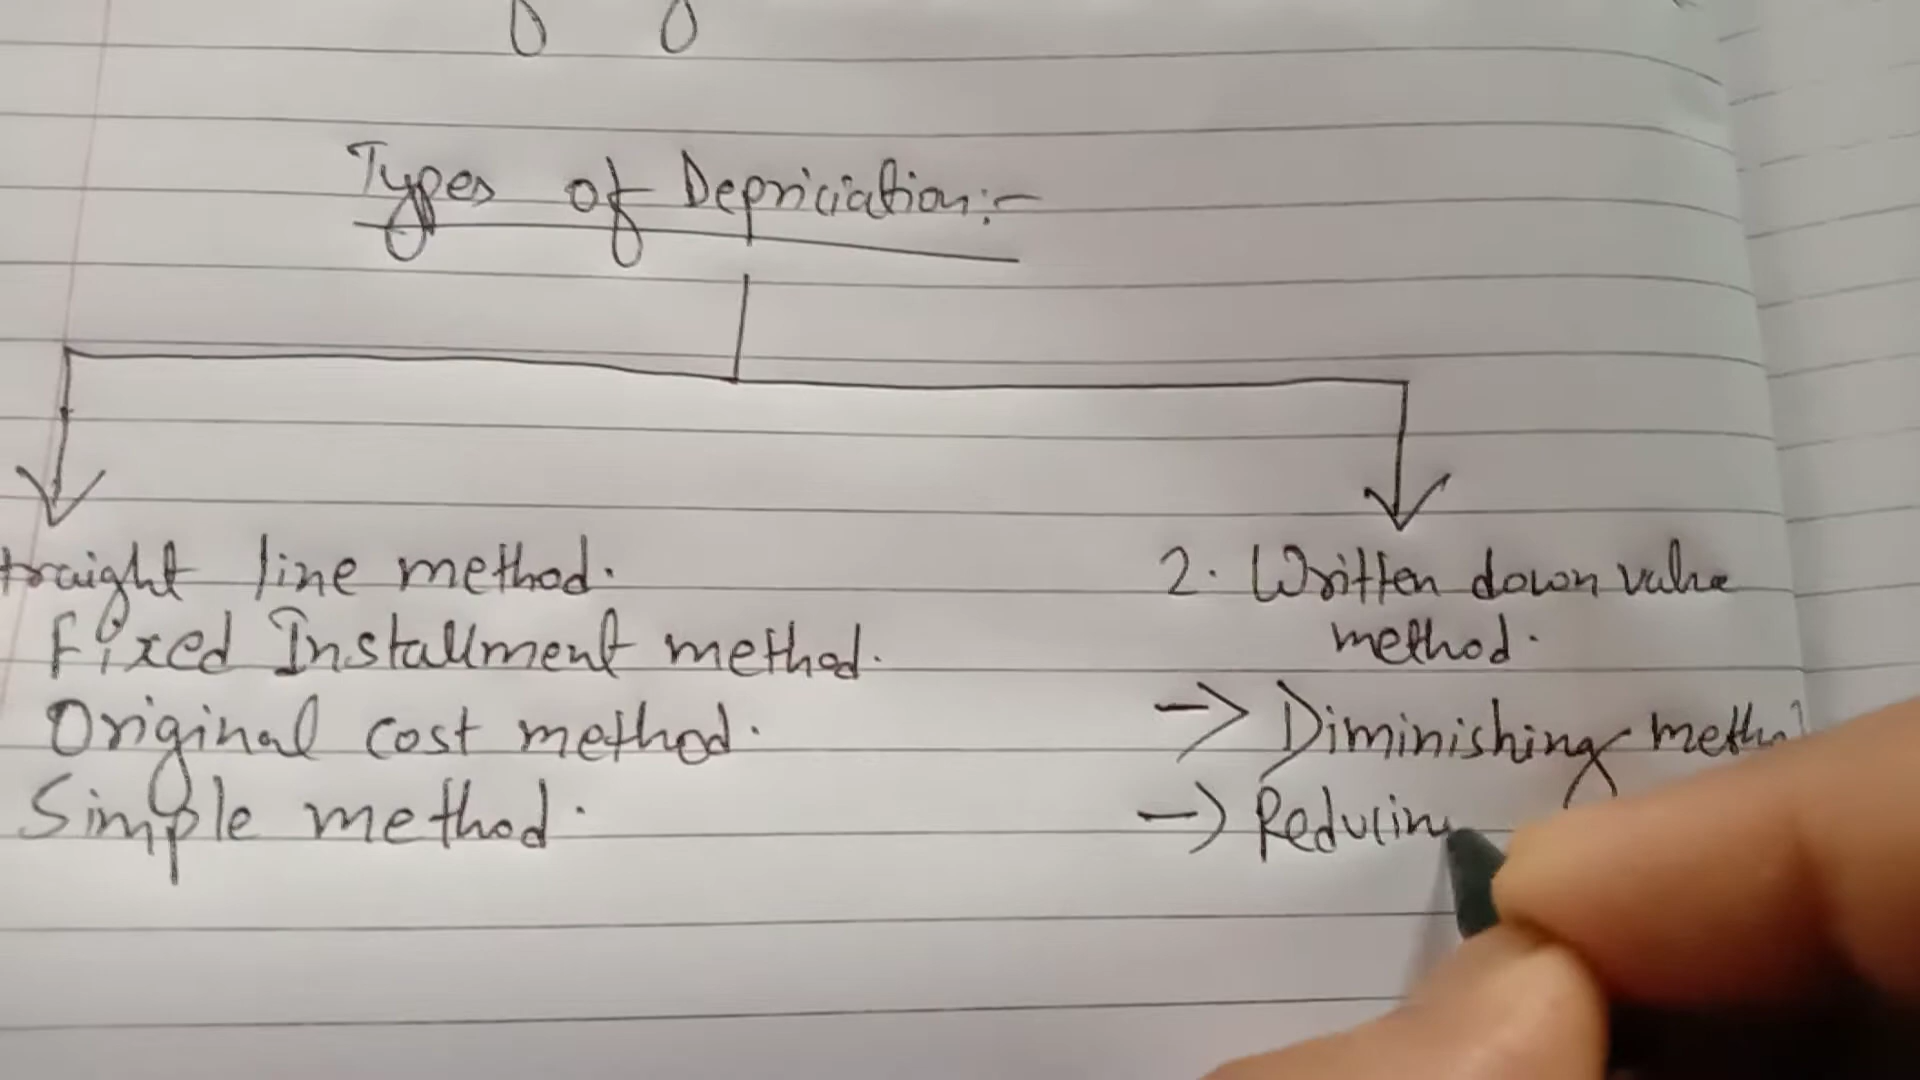 Types of Depriciation:-
traight line method.
Fixed Installment method.
Original cost method.
Simple method.
2. Written down value
method.
-> Diminishing metho
-> Reducin